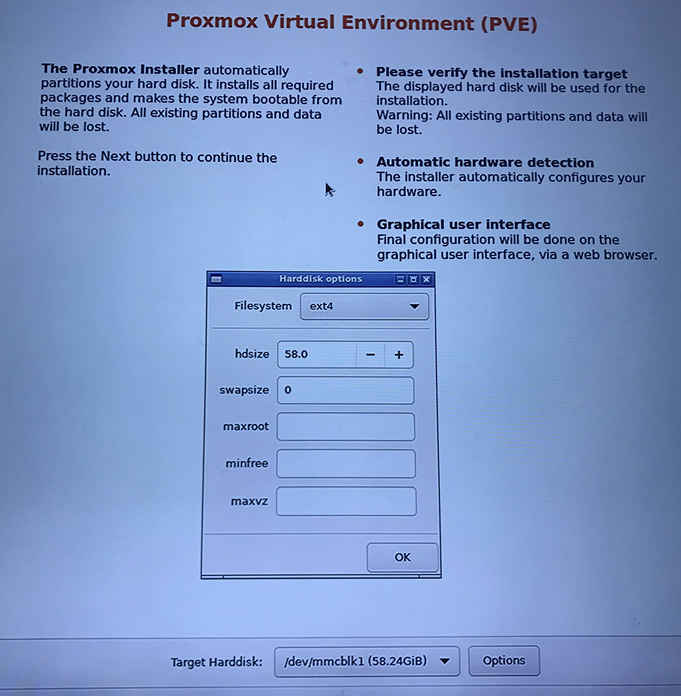 Proxmox Virtual Environment (PVE)
The Proxmox Installer automatically
partitions your hard disk. It installs all required
packages and makes the system bootable from
the hard disk. All existing partitions and data
will be lost.
Press the Next button to continue the
installation.
Please verify the installation target
The displayed hard disk will be used for the
installation.
Warning: All existing partitions and data will
be lost.
Automatic hardware detection
The installer automatically configures your
hardware.
Graphical user interface
Final configuration will be done on the
graphical user interface, via a web browser.
Harddisk options
Filesystem ext4
hdsize 58.0 − +
swapsize 0
maxroot
minfree
maxvz
OK
Target Harddisk: /dev/mmcblk1 (58.24GiB) Options